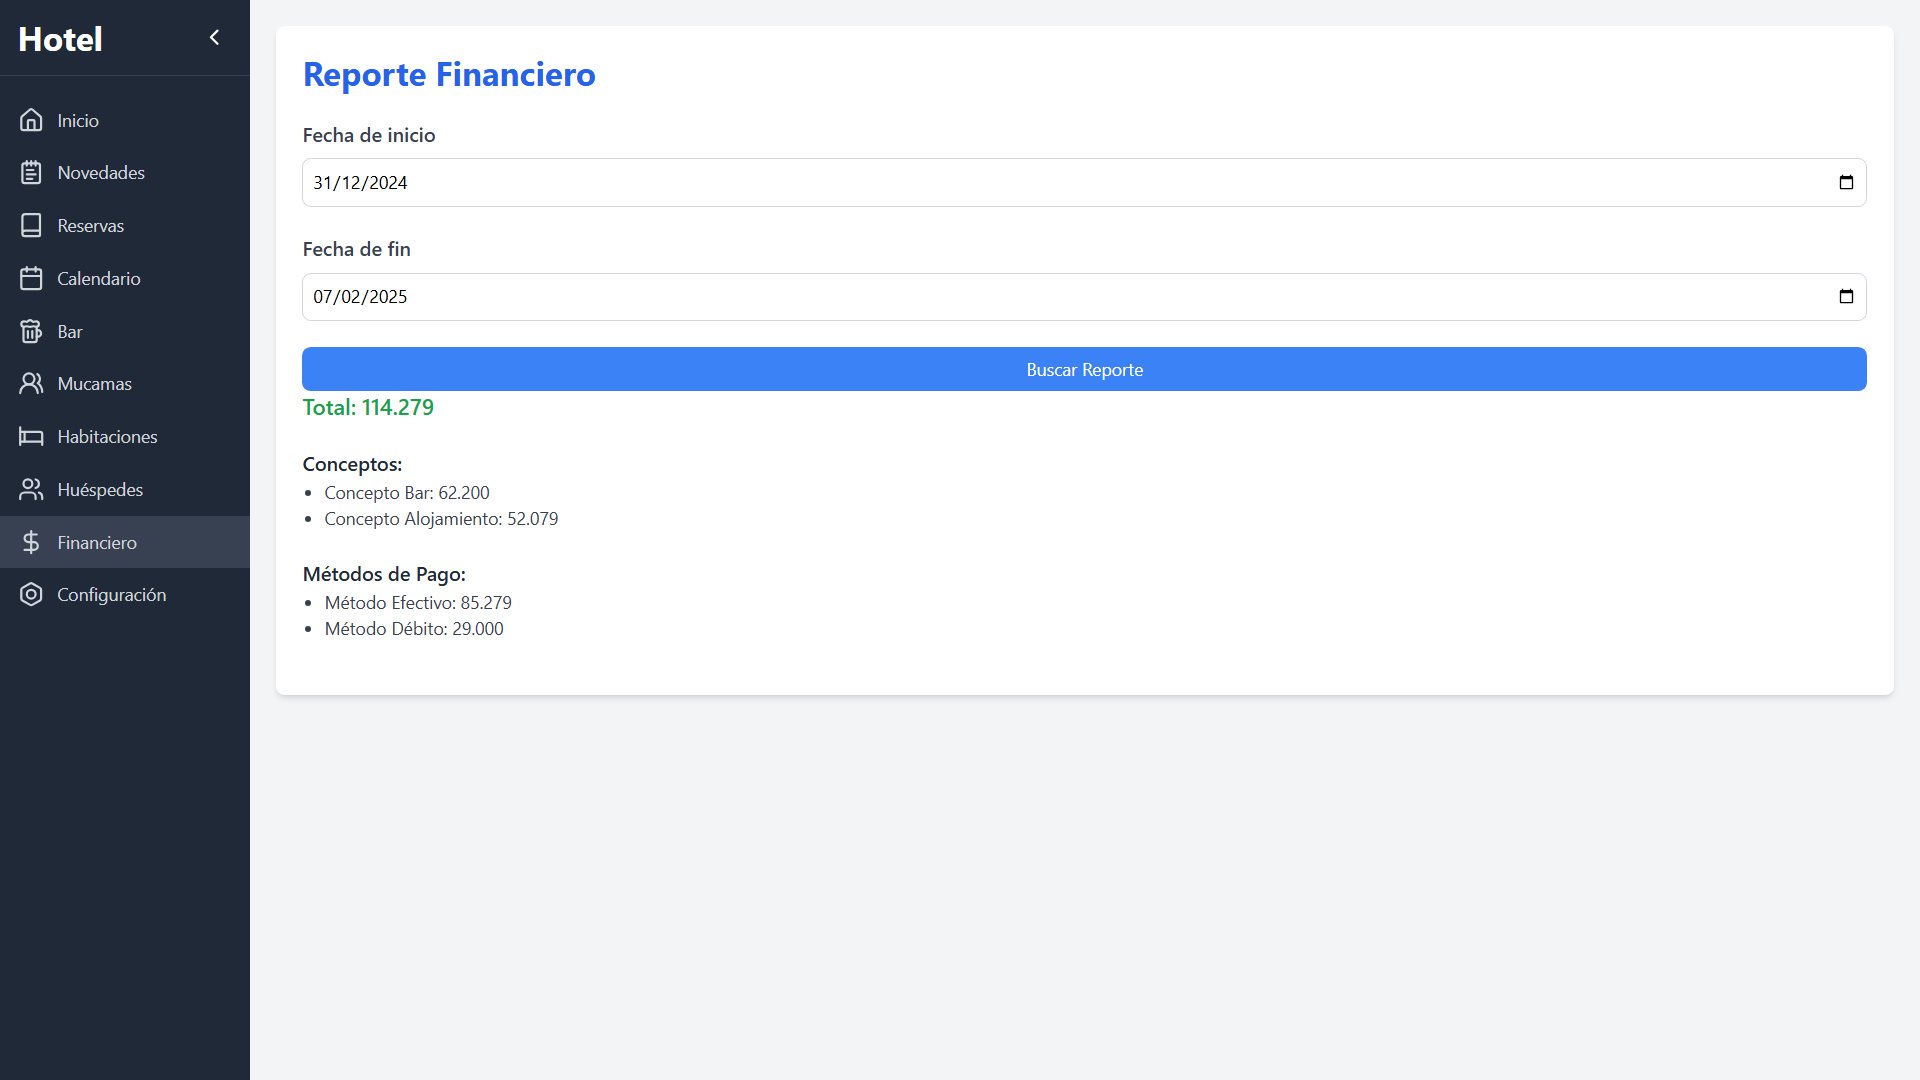 Hotel
Inicio
Novedades
Reservas
Calendario
Bar
Mucamas
Habitaciones
Huéspedes
Financiero
Configuración
Reporte Financiero
Fecha de inicio
31/12/2024
Fecha de fin
07/02/2025
Buscar Reporte
Total: 114.279
Conceptos:
Concepto Bar: 62.200
Concepto Alojamiento: 52.079
Métodos de Pago:
Método Efectivo: 85.279
Método Débito: 29.000